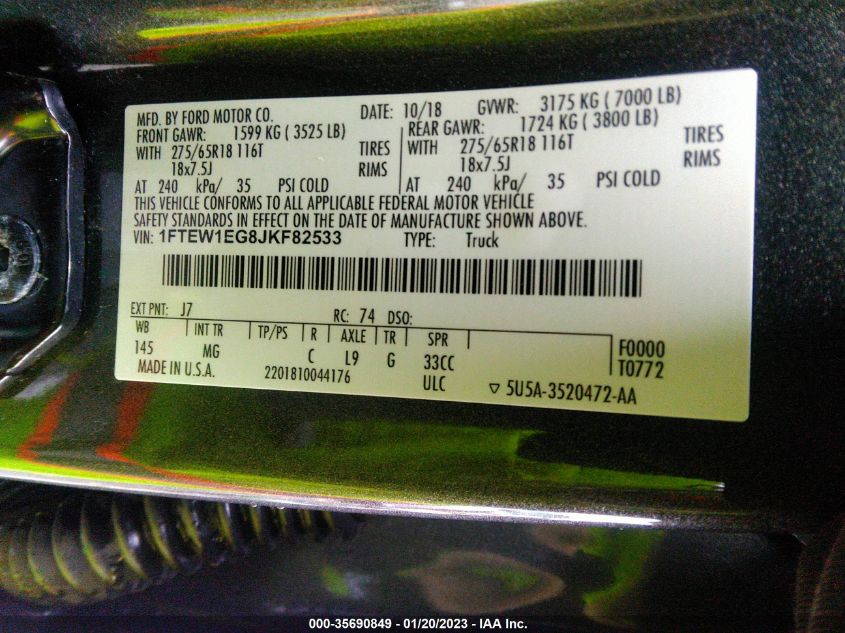 MFD. BY FORD MOTOR CO. DATE: 10/18 GVWR: 3175 KG ( 7000 LB)
FRONT GAWR: 1599 KG ( 3525 LB) REAR GAWR: 1724 KG ( 3800 LB)
WITH 275/65R18 116T TIRES WITH 275/65R18 116T TIRES
18x7.5J RIMS 18x7.5J RIMS
AT 240 kPa/ 35 PSI COLD AT 240 kPa/ 35 PSI COLD
THIS VEHICLE CONFORMS TO ALL APPLICABLE FEDERAL MOTOR VEHICLE
SAFETY STANDARDS IN EFFECT ON THE DATE OF MANUFACTURE SHOWN ABOVE.
VIN: 1FTEW1EG8JKF82533 TYPE: Truck
EXT PNT: J7 RC: 74 DSO:
WB INT TR TP/PS R AXLE TR SPR F0000
145 MG C L9 G 33CC T0772
MADE IN U.S.A. 2201810044176 ULC ▽ 5U5A-3520472-AA
000-35690849 — 01/20/2023 - IAA Inc.